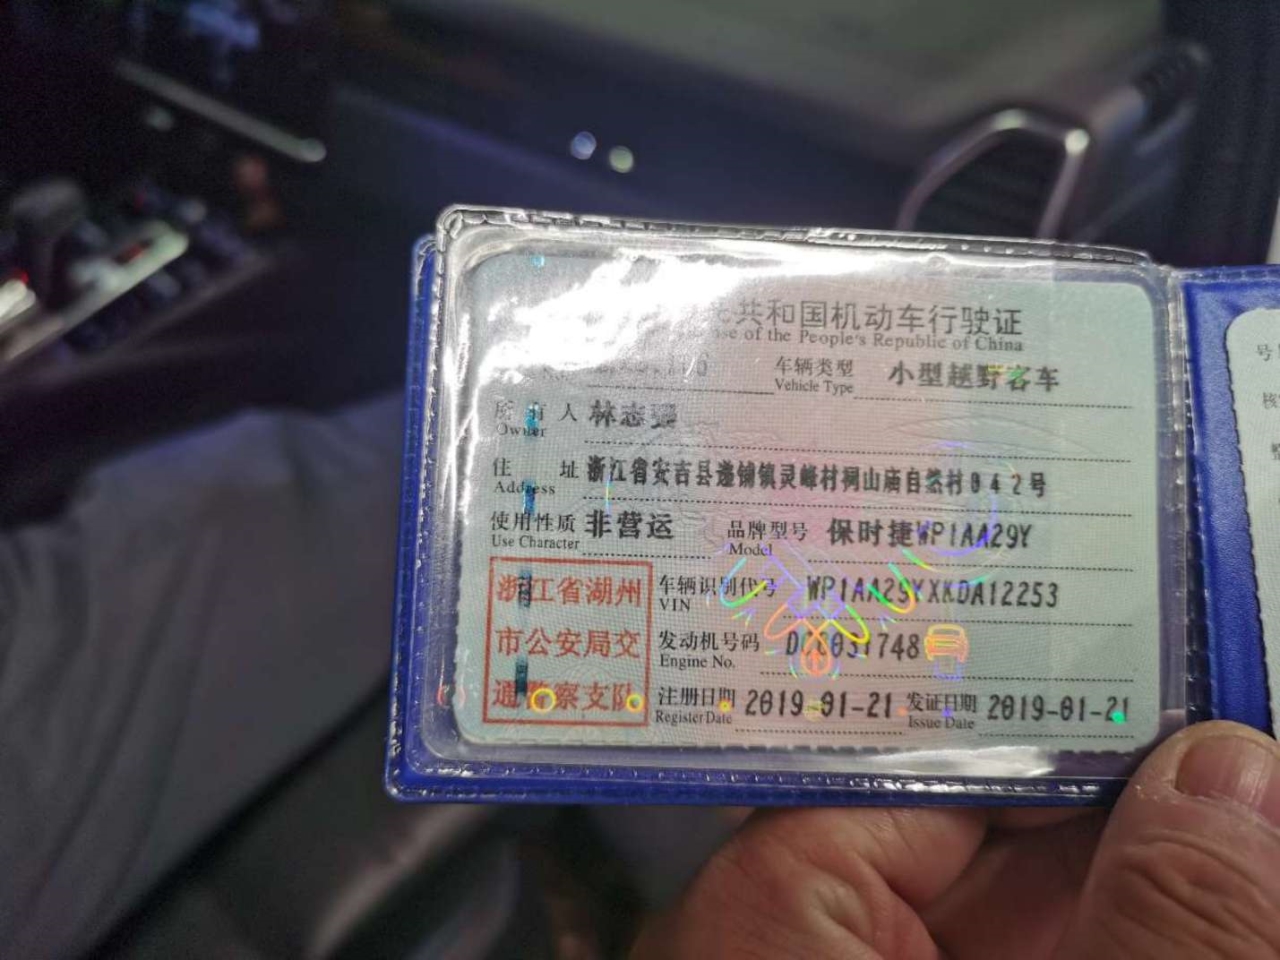 共和国机动车行驶证
se of the People's Republic of China
车辆类型 小型越野客车
Vehicle Type
所有人 林志
Owner
住址 浙江省安吉县递铺镇灵峰村祠山庙自然村042号
Address
使用性质 非营运 品牌型号 保时捷WP1AA29Y
Use Character Model
浙江省湖州
市公安局交
通警察支队
车辆识别代号 WP1AA29YXKDA12253
VIN
发动机号码 031748
Engine No.
注册日期 2019-01-21 发证日期 2019-01-21
Register Date Issue Date
号
核